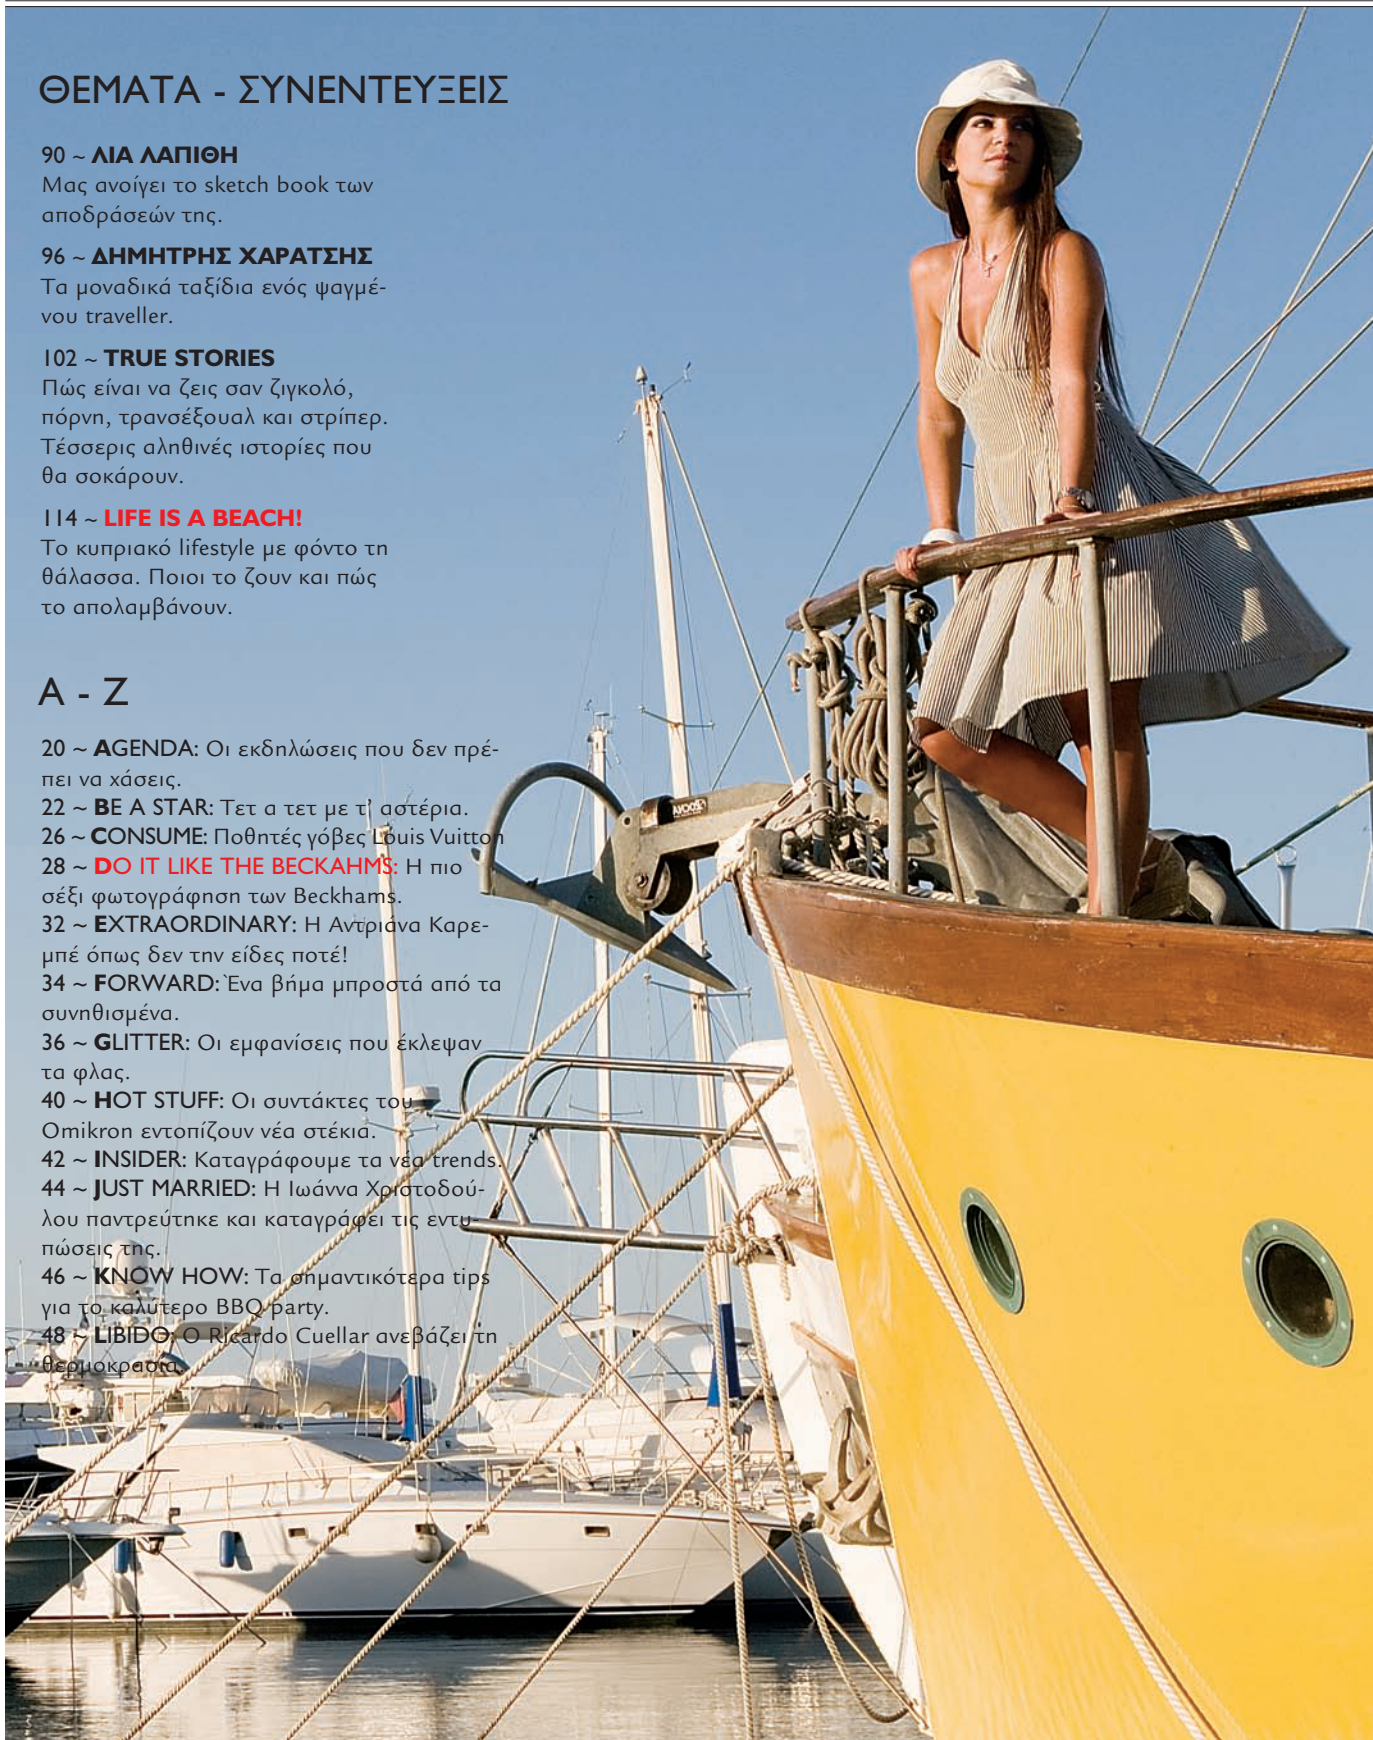 ΘΕΜΑΤΑ - ΣΥΝΕΝΤΕΥΞΕΙΣ
90 ~ ΛΙΑ ΛΑΠΙΘΗ
Μας ανοίγει το sketch book των
αποδράσεών της.
96 ~ ΔΗΜΗΤΡΗΣ ΧΑΡΑΤΣΗΣ
Τα μοναδικά ταξίδια ενός ψαγμέ-
νου traveller.
102 ~ TRUE STORIES
Πώς είναι να ζεις σαν ζιγκολό,
πόρνη, τρανσέξουαλ και στρίπερ.
Τέσσερις αληθινές ιστορίες που
θα σοκάρουν.
114 ~ LIFE IS A BEACH!
Το κυπριακό lifestyle με φόντο τη
θάλασσα. Ποιοι το ζουν και πώς
το απολαμβάνουν.
A - Z
20 ~ AGENDA: Οι εκδηλώσεις που δεν πρέ-
πει να χάσεις.
22 ~ BE A STAR: Τετ α τετ με τ' αστέρια.
26 ~ CONSUME: Ποθητές γόβες Louis Vuitton
28 ~ DO IT LIKE THE BECKAHMS: Η πιο
σέξι φωτογράφηση των Beckhams.
32 ~ EXTRAORDINARY: Η Αντριάνα Καρε-
μπέ όπως δεν την είδες ποτέ!
34 ~ FORWARD: Ένα βήμα μπροστά από τα
συνηθισμένα.
36 ~ GLITTER: Οι εμφανίσεις που έκλεψαν
τα φλας.
40 ~ HOT STUFF: Οι συντάκτες του
Omikron εντοπίζουν νέα στέκια.
42 ~ INSIDER: Καταγράφουμε τα νέα trends.
44 ~ JUST MARRIED: Η Ιωάννα Χριστοδού-
λου παντρεύτηκε και καταγράφει τις εντυ-
πώσεις της.
46 ~ KNOW HOW: Τα σημαντικότερα tips
για το καλύτερο BBQ party.
48 ~ LIBIDO: Ο Ricardo Cuellar ανεβάζει τη
θερμοκρασία.